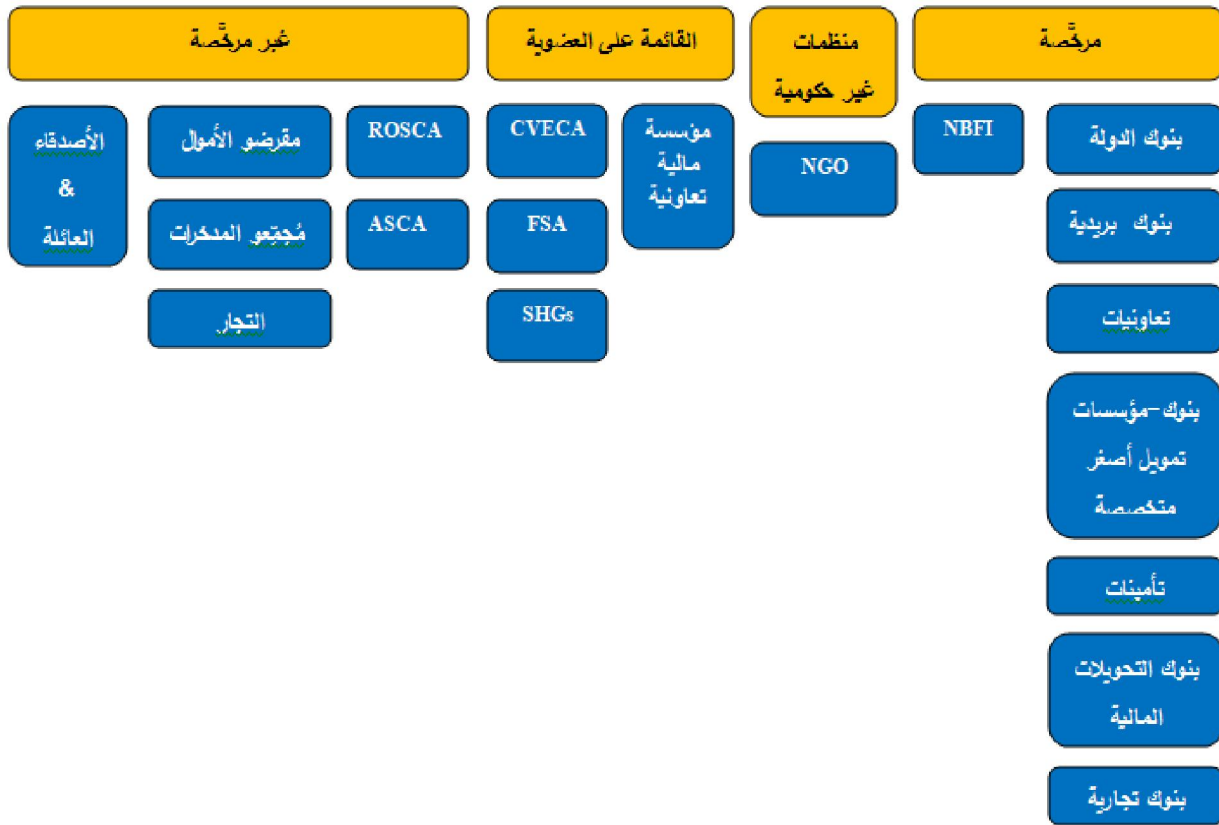 مرخَّصة
منظمات
غير حكومية
القائمة على العضوية
غير مرخَّصة
بنوك الدولة
بنوك بريدية
تعاونيات
بنوك–مؤسسات
تمويل أصغر
متخصصة
تأمينات
بنوك التحويلات
المالية
بنوك تجارية
NBFI
NGO
مؤسسة
مالية
تعاونية
CVECA
FSA
SHGs
ROSCA
ASCA
مقرضو الأموال
مُجمّعو المدخرات
التجار
الأصدقاء
&
العائلة